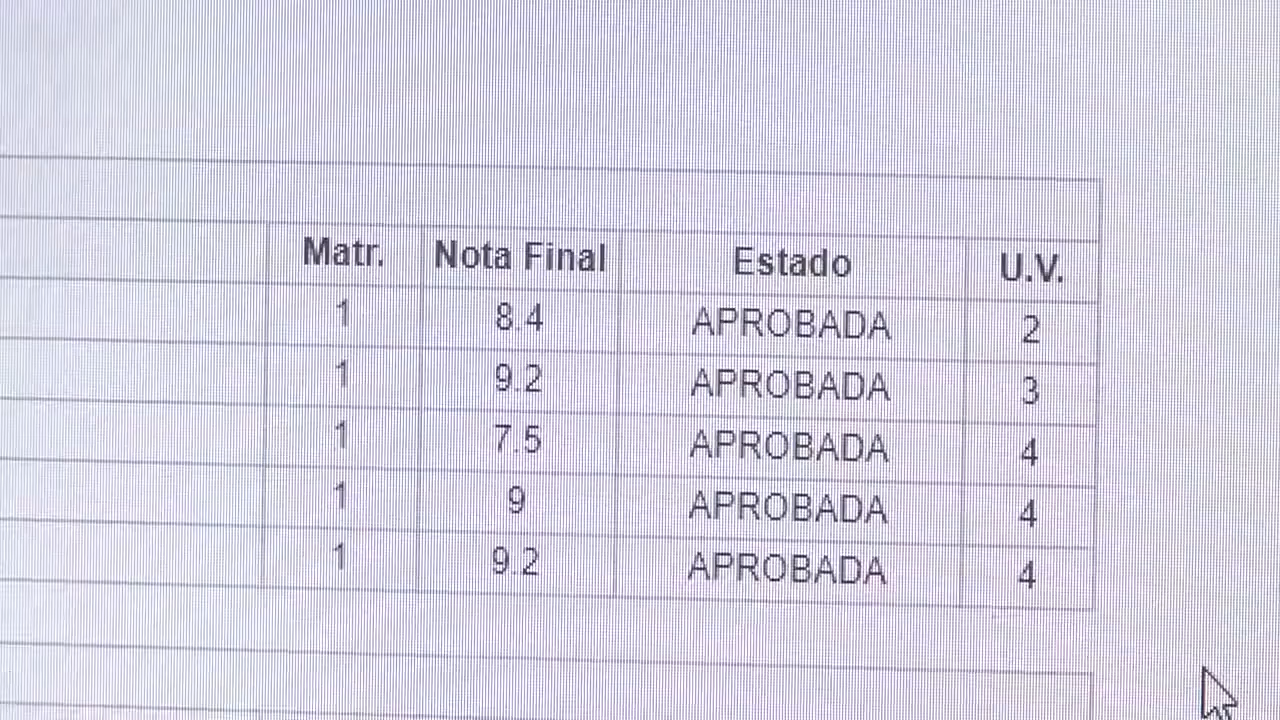 Matr. Nota Final Estado U.V.
1 8.4 APROBADA 2
1 9.2 APROBADA 3
1 7.5 APROBADA 4
1 9 APROBADA 4
1 9.2 APROBADA 4